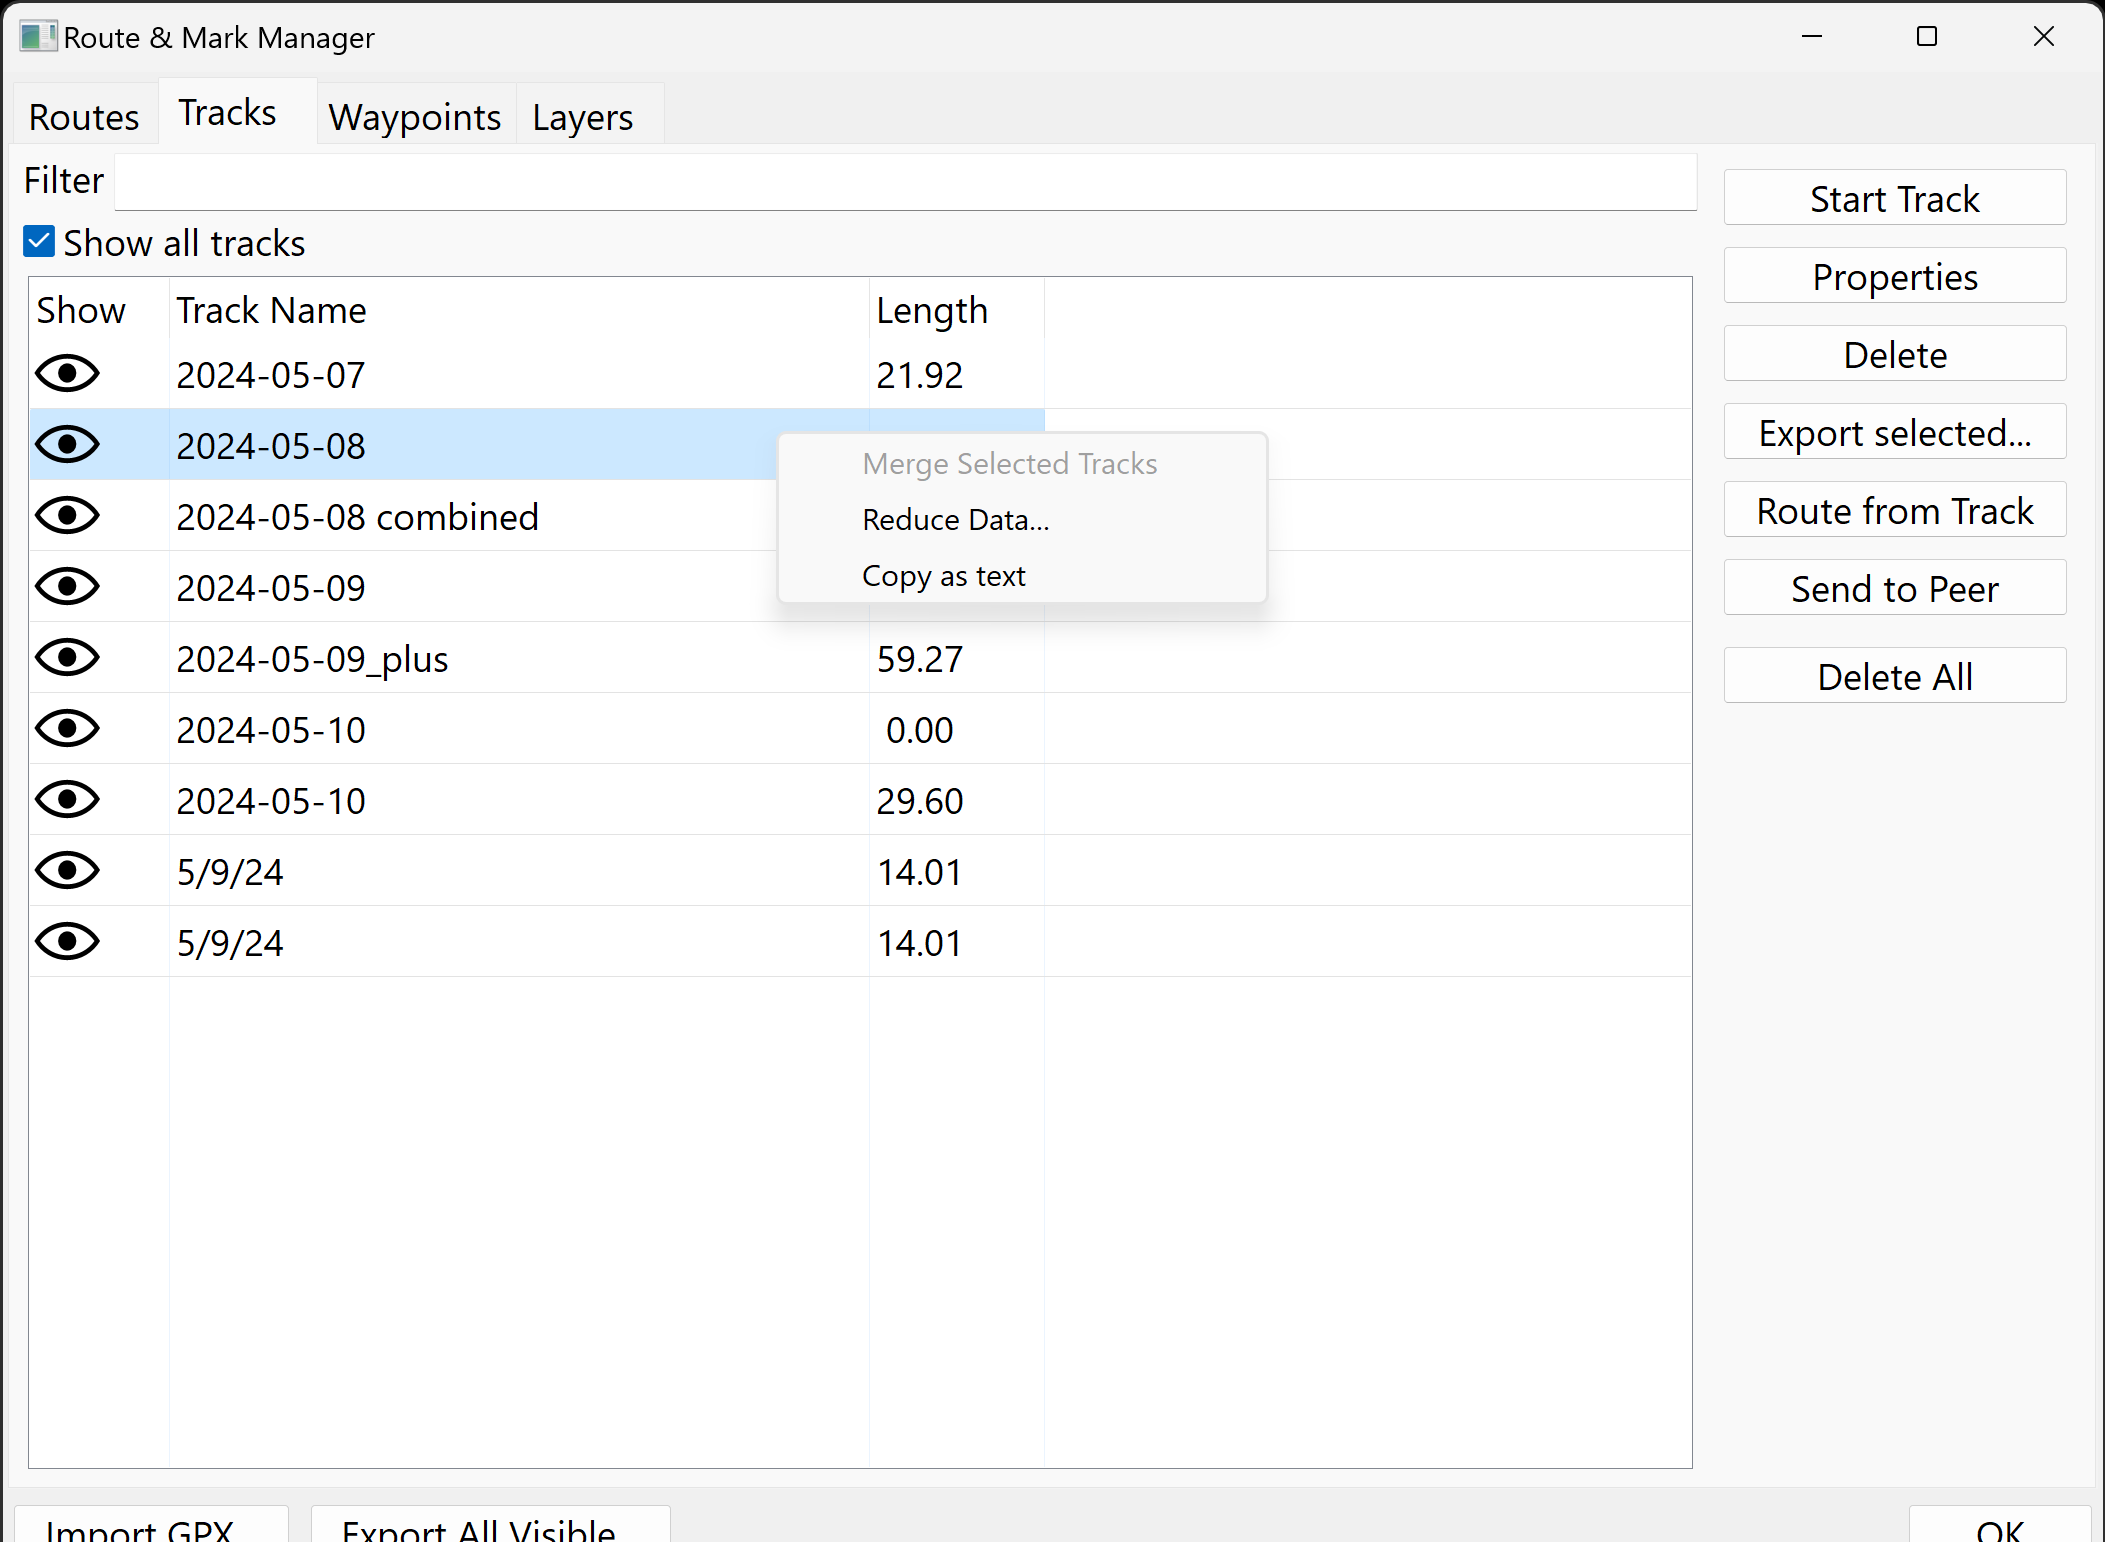 Route & Mark Manager
Routes Tracks Waypoints Layers
Filter
Show all tracks
Show Track Name Length
2024-05-07 21.92
2024-05-08
2024-05-08 combined
2024-05-09
2024-05-09_plus 59.27
2024-05-10 0.00
2024-05-10 29.60
5/9/24 14.01
5/9/24 14.01
Merge Selected Tracks
Reduce Data...
Copy as text
Start Track
Properties
Delete
Export selected...
Route from Track
Send to Peer
Delete All
Import GPX Export All Visible OK